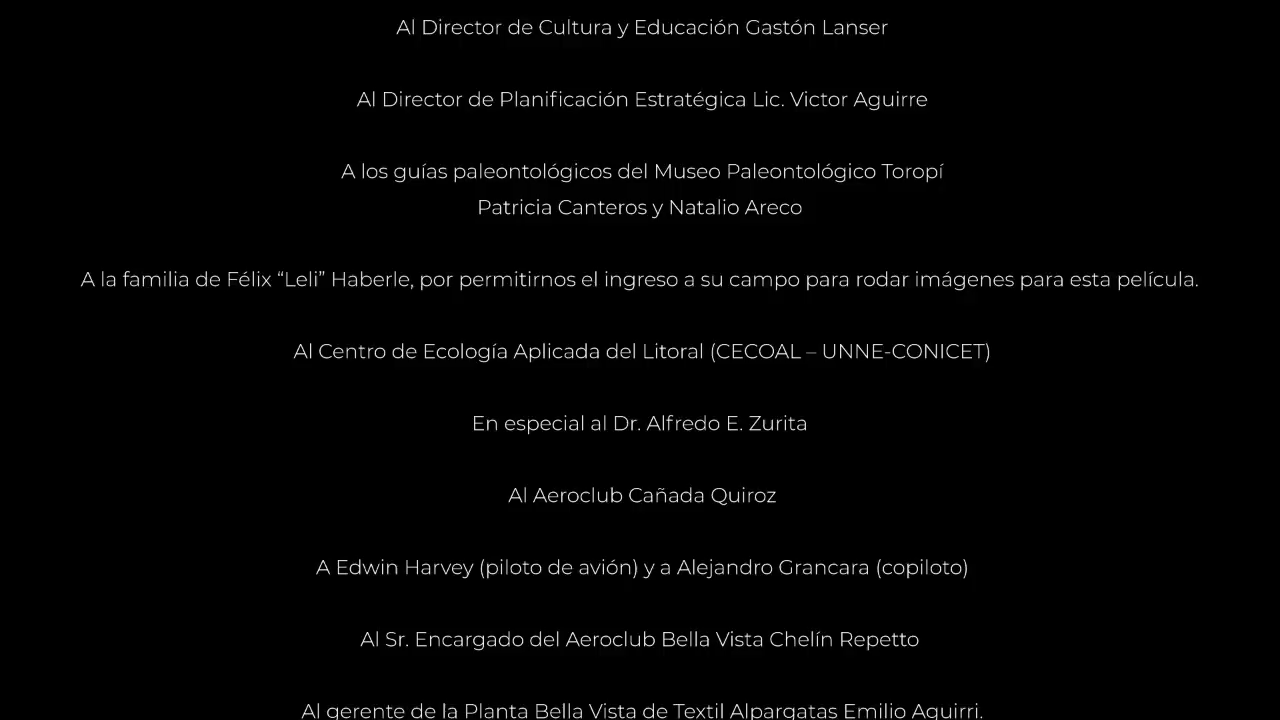 Al Director de Cultura y Educación Gastón Lanser
Al Director de Planificación Estratégica Lic. Victor Aguirre
A los guías paleontológicos del Museo Paleontológico Toropí
Patricia Canteros y Natalio Areco
A la familia de Félix “Leli” Haberle, por permitirnos el ingreso a su campo para rodar imágenes para esta película.
Al Centro de Ecología Aplicada del Litoral (CECOAL – UNNE-CONICET)
En especial al Dr. Alfredo E. Zurita
Al Aeroclub Cañada Quiroz
A Edwin Harvey (piloto de avión) y a Alejandro Grancara (copiloto)
Al Sr. Encargado del Aeroclub Bella Vista Chelín Repetto
Al gerente de la Planta Bella Vista de Textil Alpargatas Emilio Aguirri.